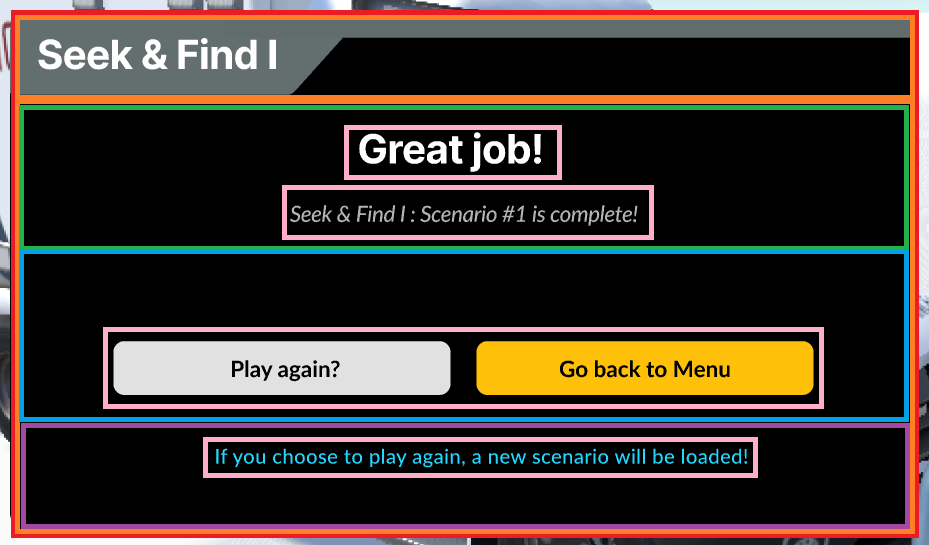 Seek & Find I
Great job!
Seek & Find I : Scenario #1 is complete!
Play again? Go back to Menu
If you choose to play again, a new scenario will be loaded!